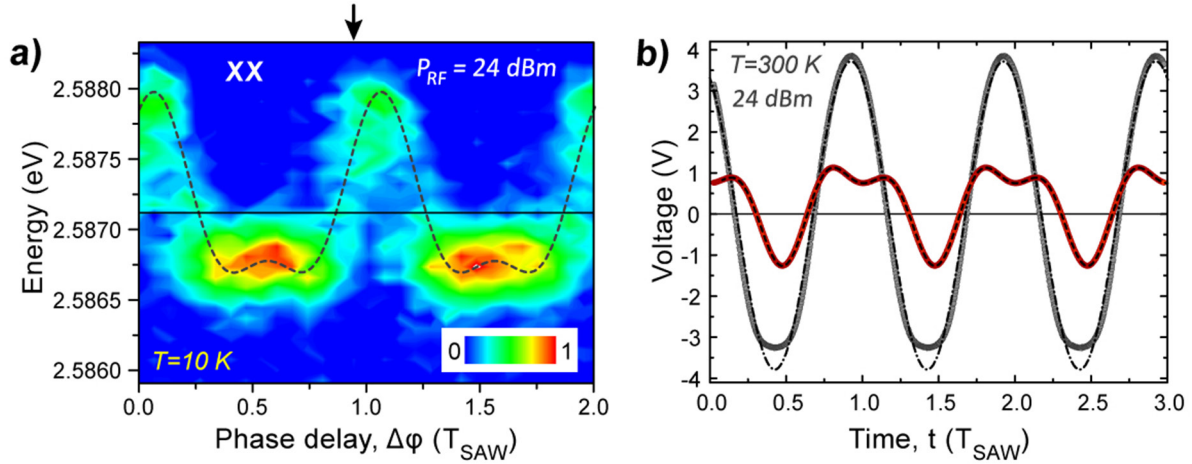 a)
XX
P_RF = 24 dBm
2.5880
2.5875
2.5870
2.5865
2.5860
Energy (eV)
T=10 K
0 1
0.0 0.5 1.0 1.5 2.0
Phase delay, Δφ (T_SAW)
b)
T=300 K
24 dBm
4
3
2
1
0
-1
-2
-3
-4
Voltage (V)
0.0 0.5 1.0 1.5 2.0 2.5 3.0
Time, t (T_SAW)